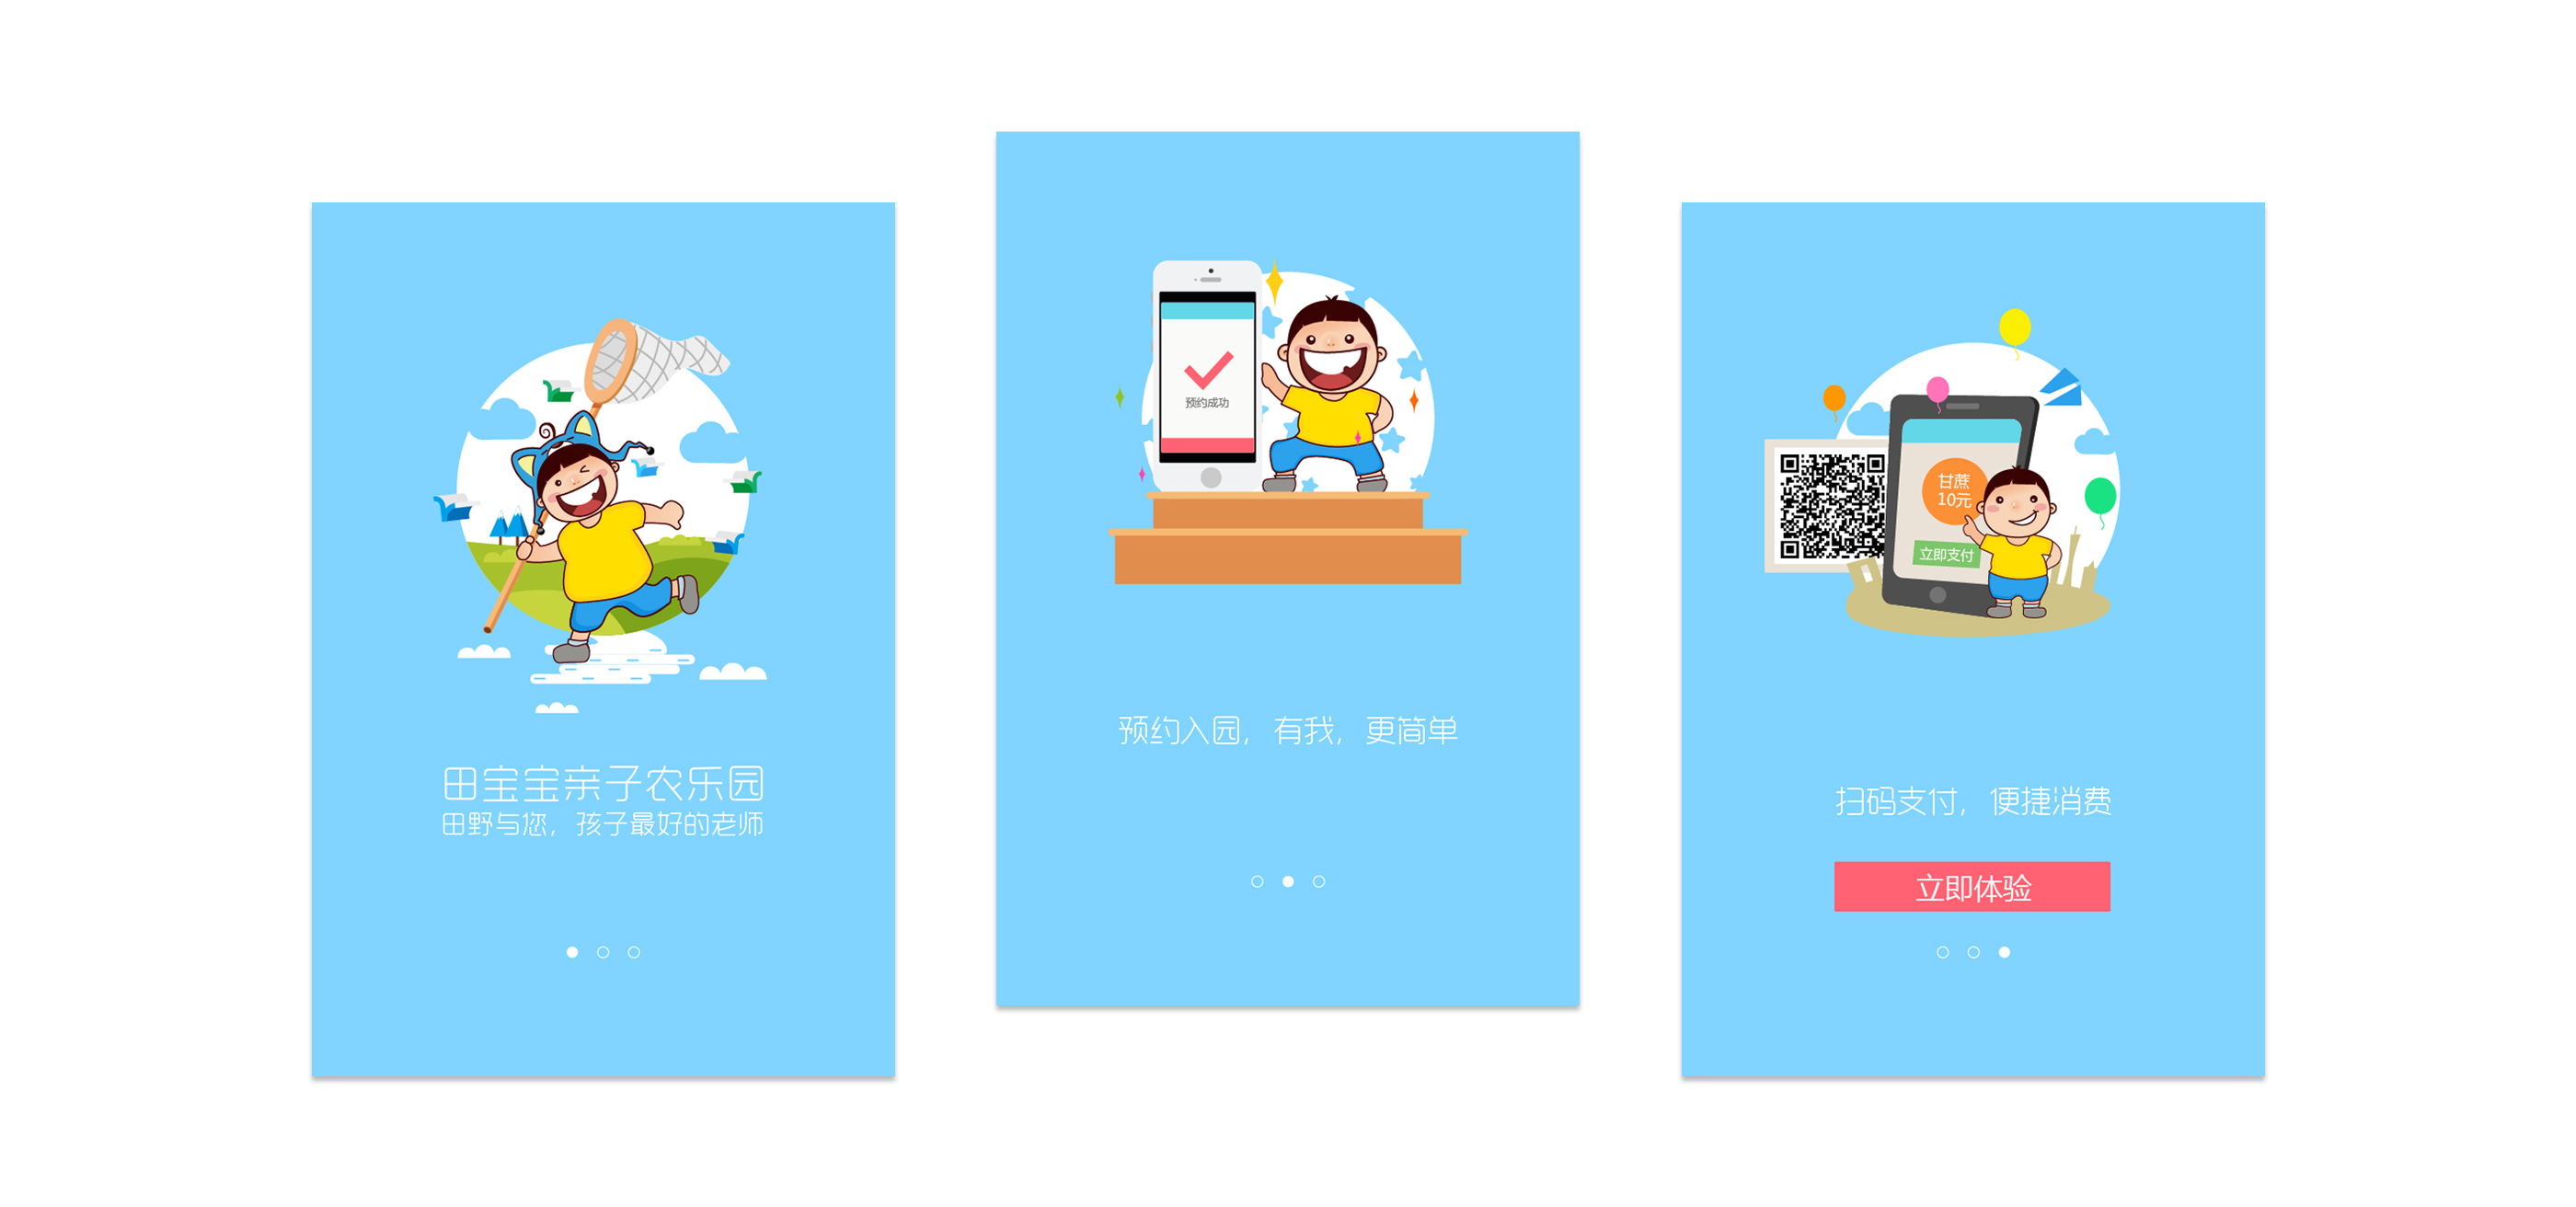 田宝宝亲子农乐园
田野与您，孩子最好的老师
预约成功
预约入园，有我，更简单
甘蔗
10元
立即支付
扫码支付，便捷消费
立即体验